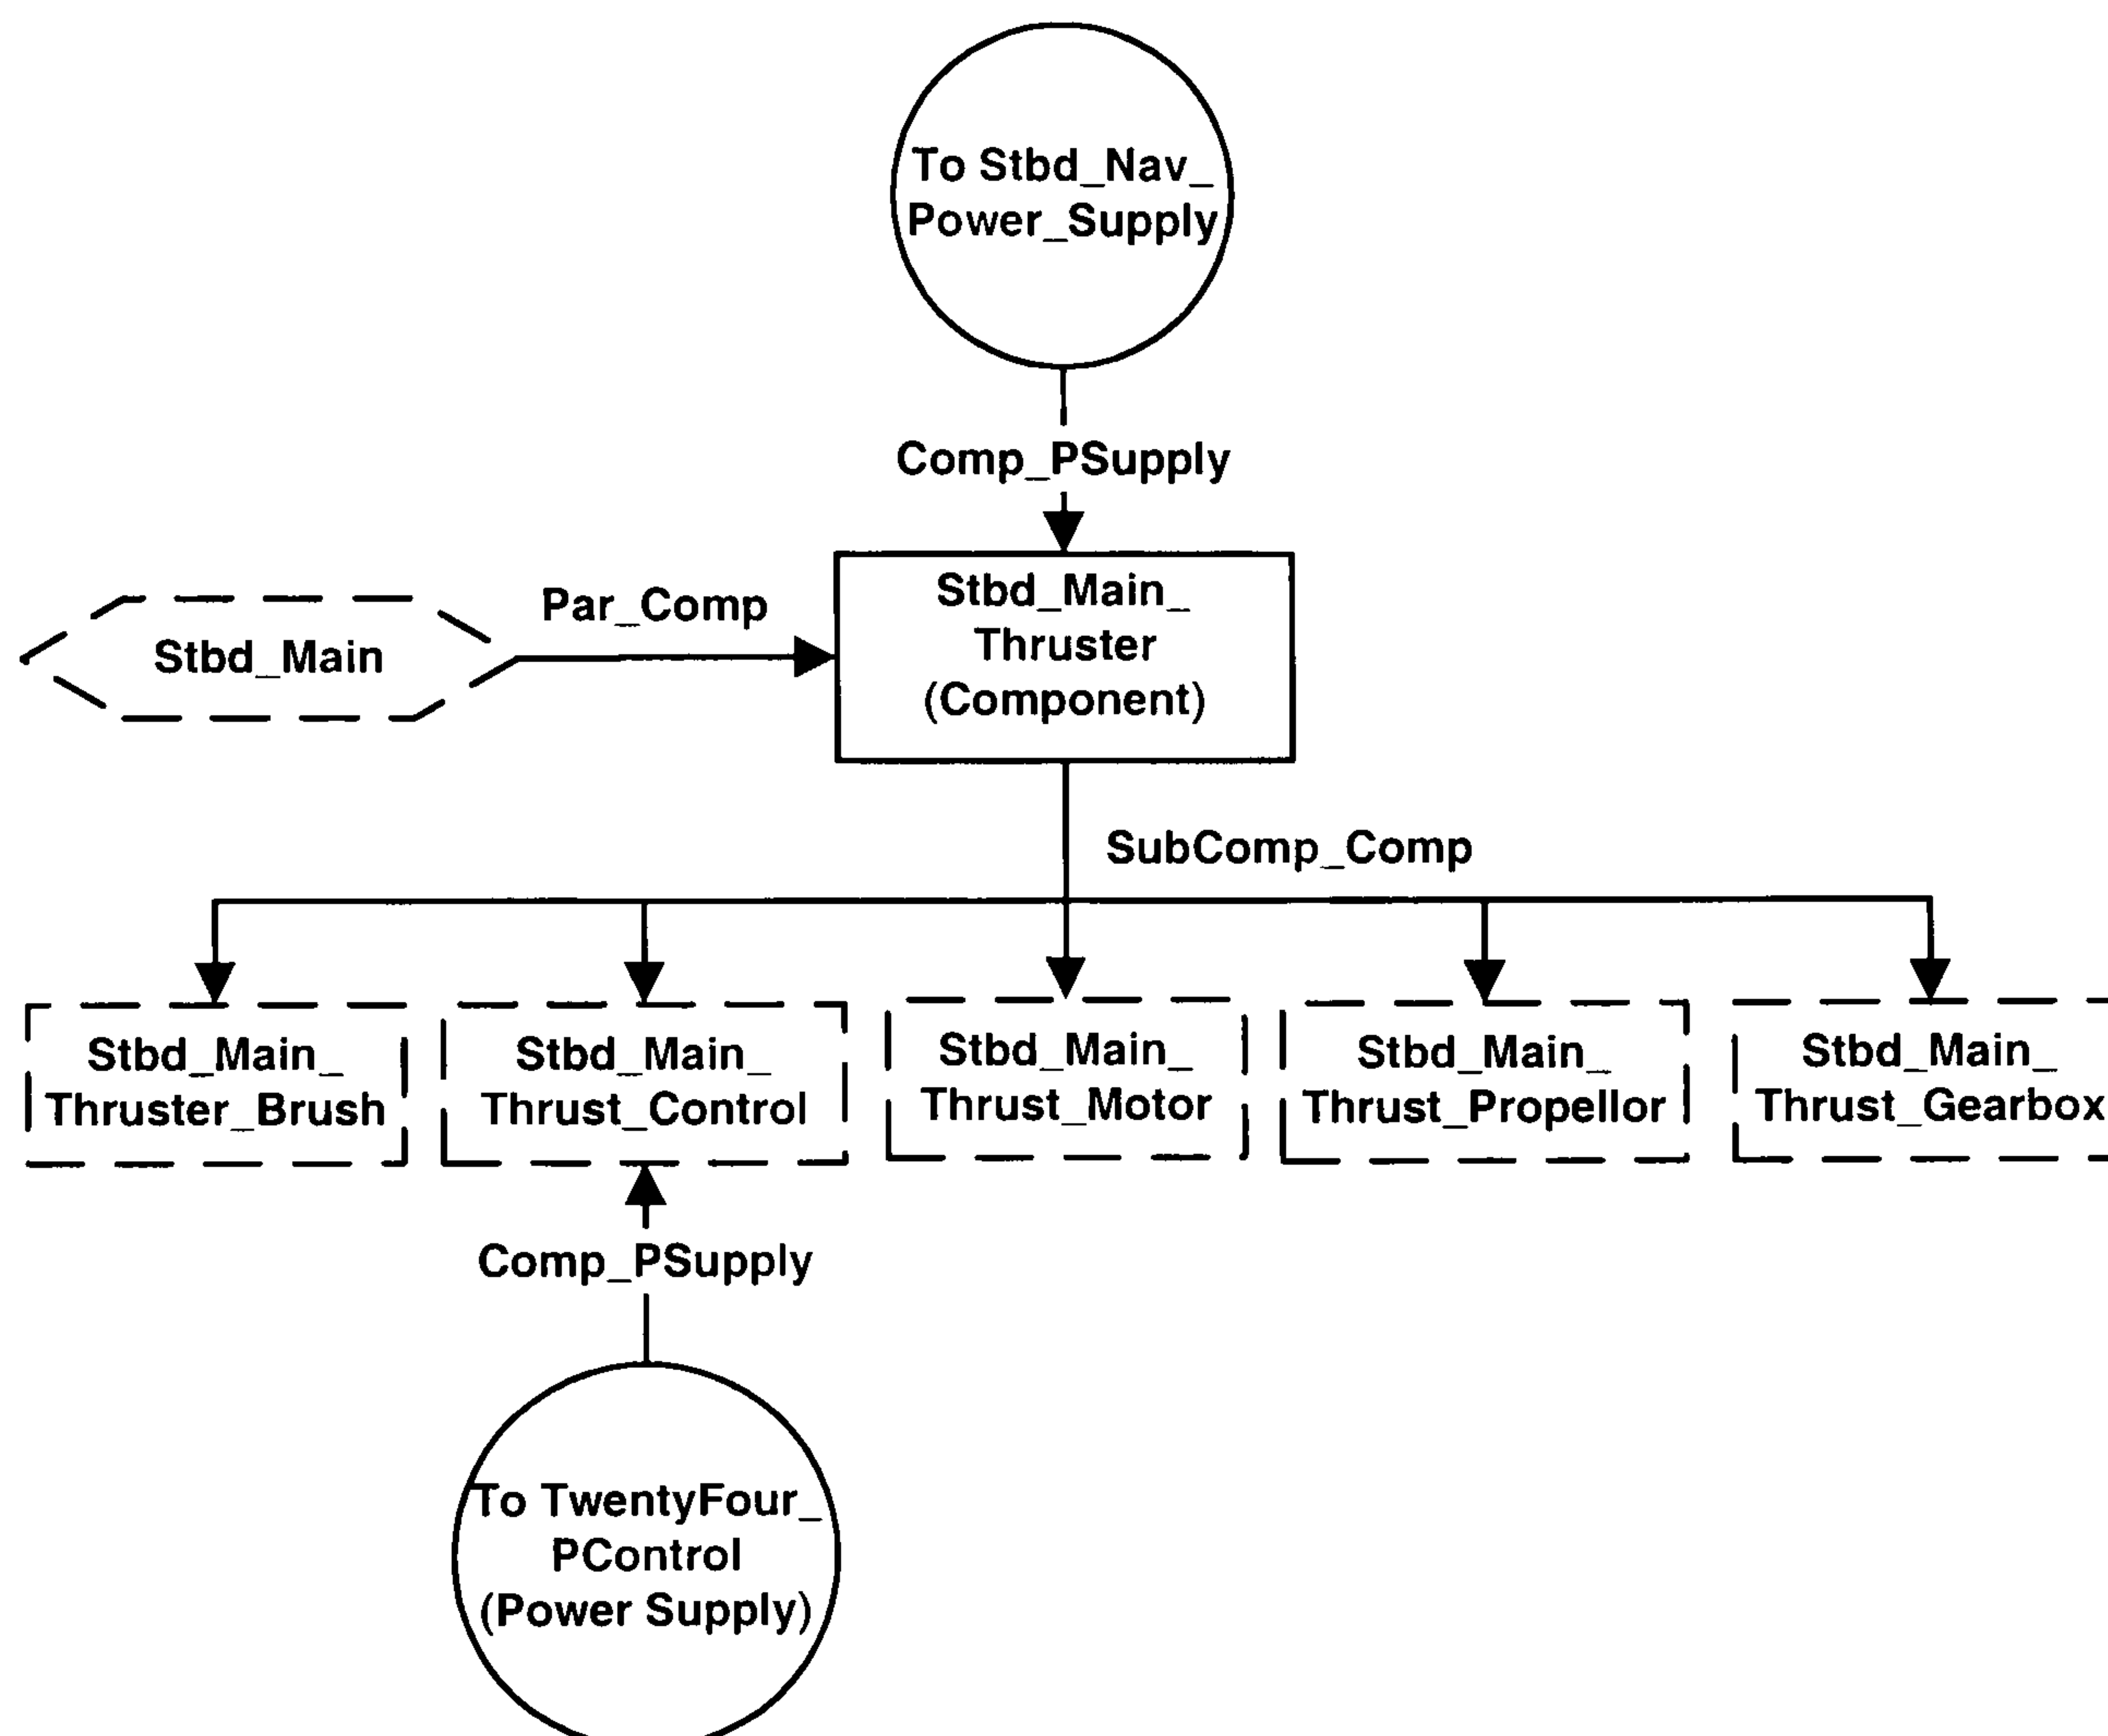 To Stbd_Nav_
Power_Supply
Comp_PSupply
Par_Comp
Stbd_Main
Stbd_Main_
Thruster
(Component)
SubComp_Comp
Stbd_Main_
Thruster_Brush
Stbd_Main_
Thrust_Control
Stbd_Main_
Thrust_Motor
Stbd_Main_
Thrust_Propellor
Stbd_Main_
Thrust_Gearbox
Comp_PSupply
To TwentyFour_
PControl
(Power Supply)